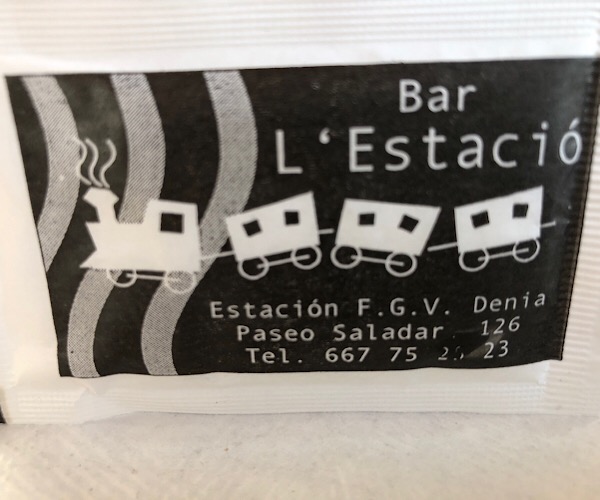 Bar
L'Estació
Estación F.G.V. Denia
Paseo Saladar 126
Tel. 667 75 23